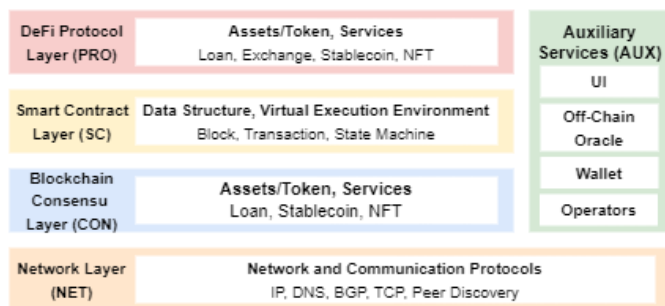 DeFi Protocol
Layer (PRO)
Assets/Token, Services
Loan, Exchange, Stablecoin, NFT
Smart Contract
Layer (SC)
Data Structure, Virtual Execution Environment
Block, Transaction, State Machine
Blockchain
Consensu
Layer (CON)
Assets/Token, Services
Loan, Stablecoin, NFT
Network Layer
(NET)
Network and Communication Protocols
IP, DNS, BGP, TCP, Peer Discovery
Auxiliary
Services (AUX)
UI
Off-Chain
Oracle
Wallet
Operators